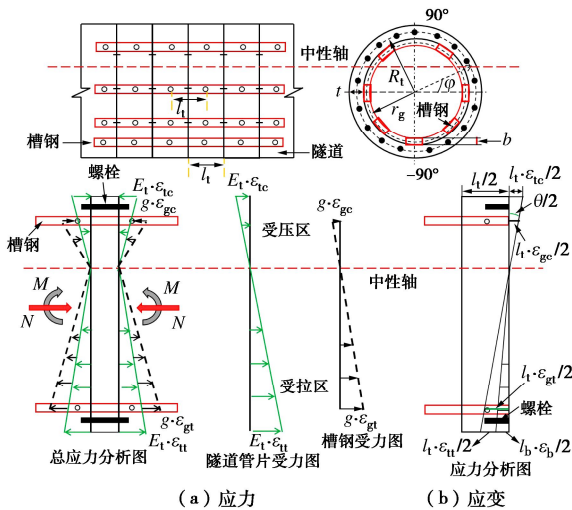 90°
中性轴
R_t
t
φ
r_g
槽钢
b
−90°
l_t
l_t
槽钢
隧道
螺栓
E_t·ε_tc
g·ε_gc
槽钢
M
N
M
N
g·ε_gt
E_t·ε_tt
总应力分析图
E_t·ε_tc
受压区
受拉区
E_t·ε_tt
隧道管片受力图
g·ε_gc
中性轴
g·ε_gt
槽钢受力图
l_t/2
l_t·ε_tc/2
θ/2
l_t·ε_gc/2
l_t·ε_gt/2
螺栓
l_t·ε_tt/2
l_b·ε_b/2
应力分析图
(a) 应力
(b) 应变